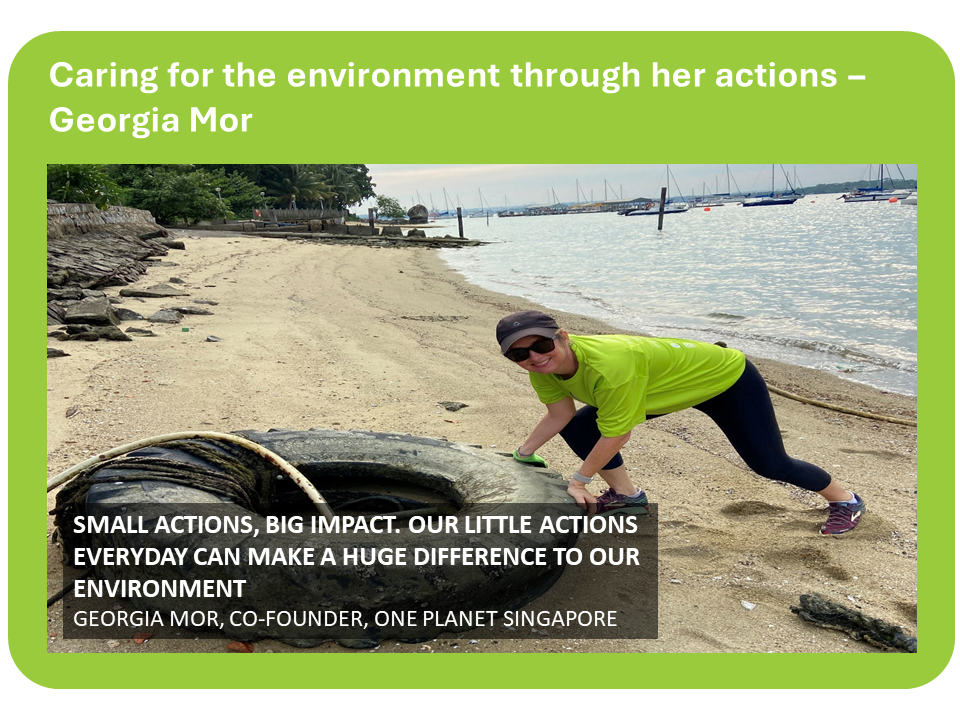 Caring for the environment through her actions –
Georgia Mor
SMALL ACTIONS, BIG IMPACT. OUR LITTLE ACTIONS
EVERYDAY CAN MAKE A HUGE DIFFERENCE TO OUR
ENVIRONMENT
GEORGIA MOR, CO-FOUNDER, ONE PLANET SINGAPORE